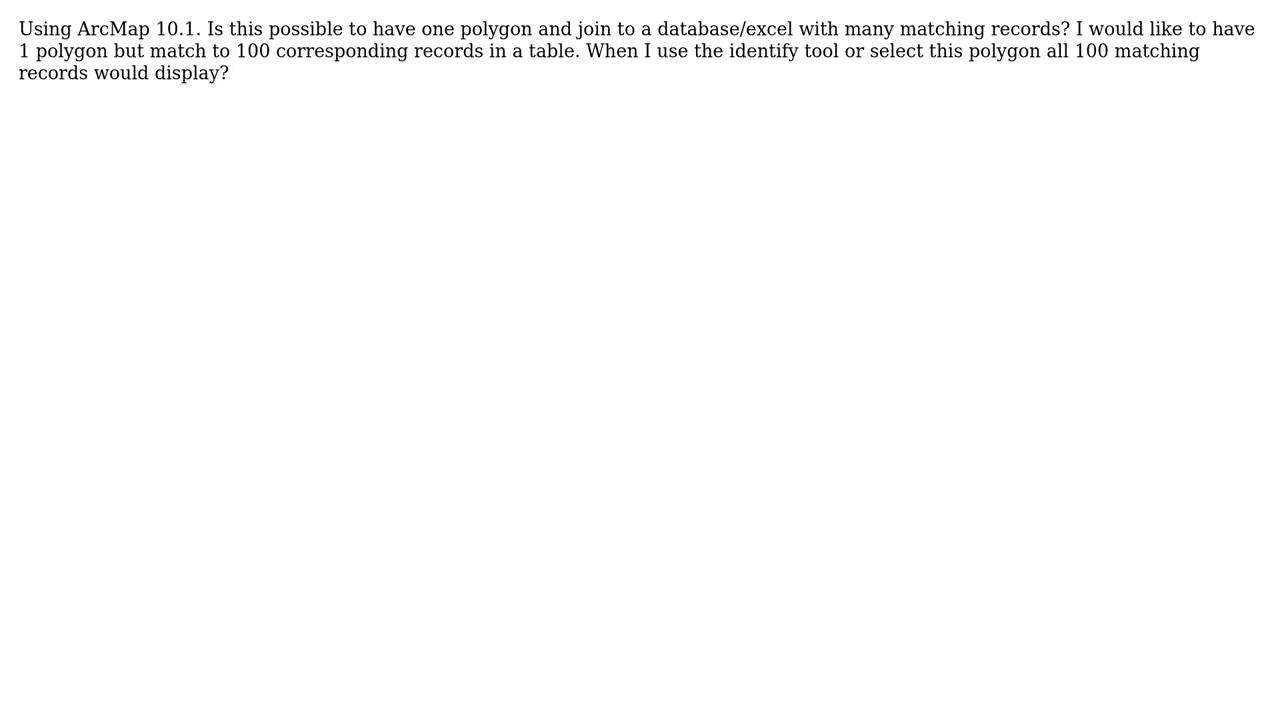 Using ArcMap 10.1. Is this possible to have one polygon and join to a database/excel with many matching records? I would like to have
1 polygon but match to 100 corresponding records in a table. When I use the identify tool or select this polygon all 100 matching
records would display?